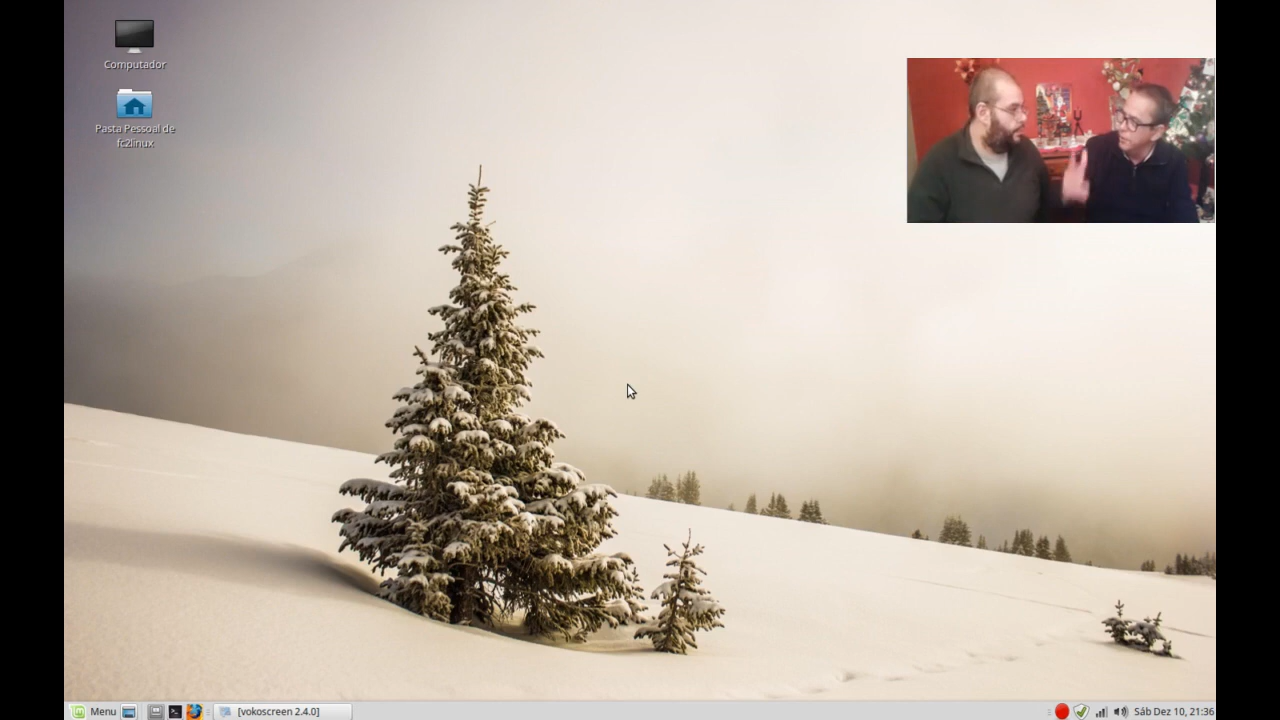 Computador
Pasta Pessoal de
fc2linux
Menu
[vokoscreen 2.4.0]
Sáb Dez 10, 21:36